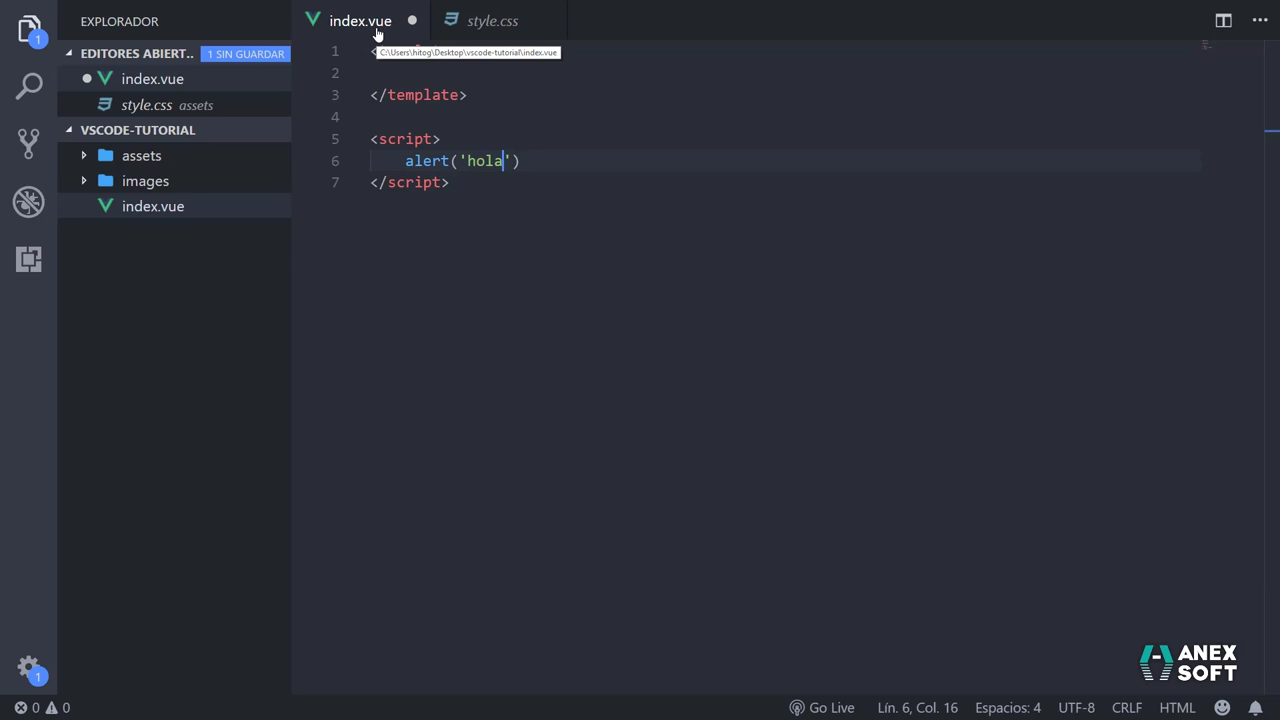 EXPLORADOR
EDITORES ABIERT.. 1 SIN GUARDAR
index.vue
style.css assets
VSCODE-TUTORIAL
assets
images
index.vue
index.vue style.css
C:\Users\hitog\Desktop\vscode-tutorial\index.vue
1 <
2
3 </template>
4
5 <script>
6 alert('hola')
7 </script>
1
1
ANEX
SOFT
0 0 Go Live Lín. 6, Col. 16 Espacios: 4 UTF-8 CRLF HTML